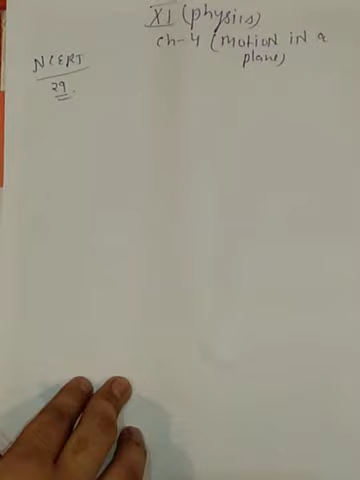 XI (physics)
ch-4 (motion in a
plane)
NCERT
29.